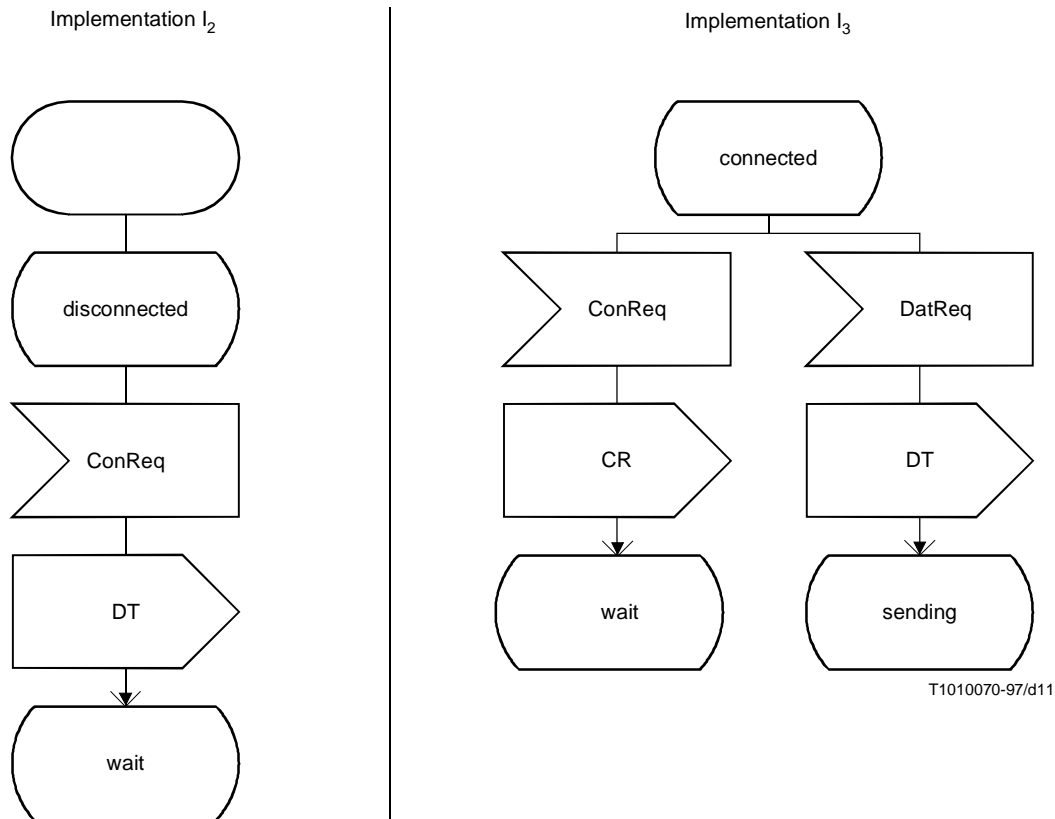 Implementation I2
disconnected
ConReq
DT
wait
Implementation I3
connected
ConReq
DatReq
CR
DT
wait
sending
T1010070-97/d11